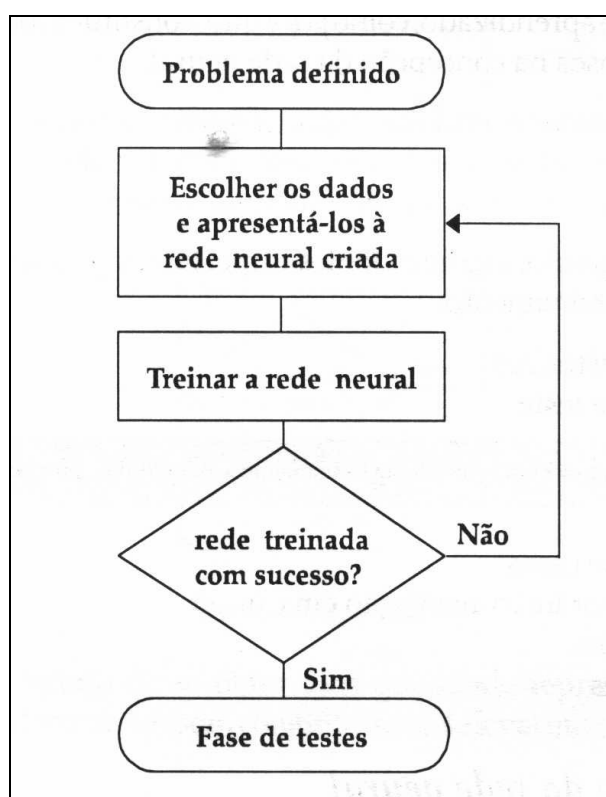 Problema definido
Escolher os dados
e apresentá-los à
rede neural criada
Treinar a rede neural
rede treinada
com sucesso?
Não
Sim
Fase de testes